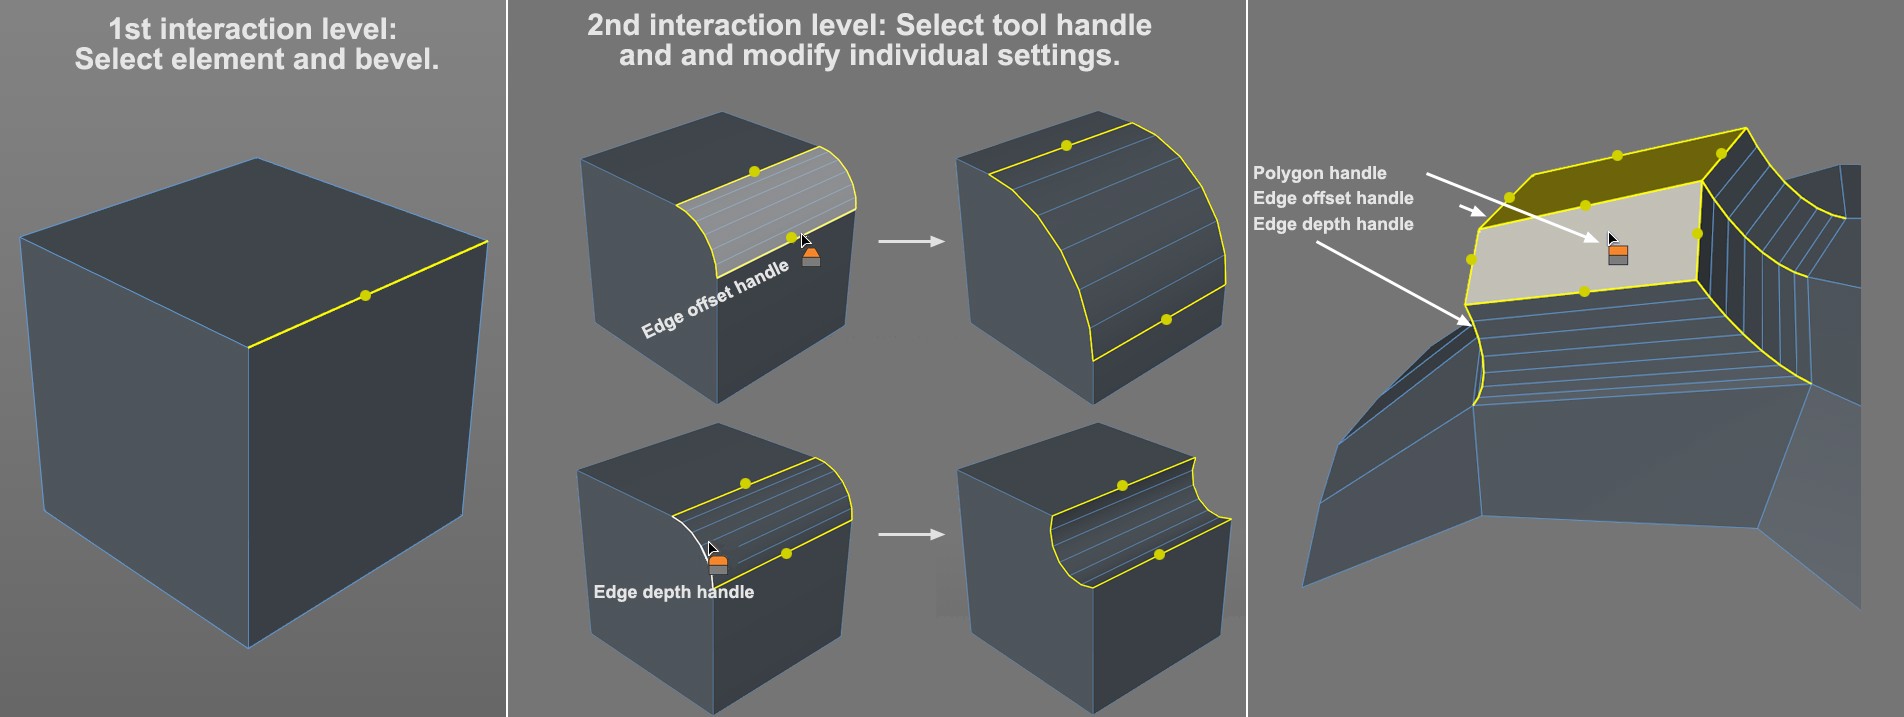 1st interaction level:
Select element and bevel.
2nd interaction level: Select tool handle
and and modify individual settings.
Edge offset handle
Edge depth handle
Polygon handle
Edge offset handle
Edge depth handle